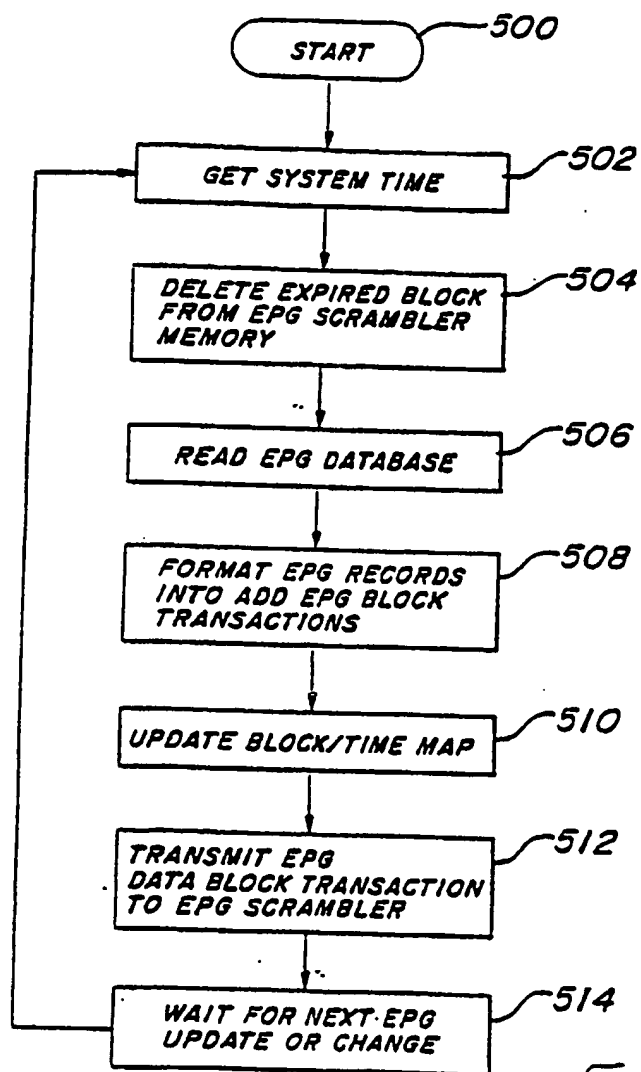 500
START
502
GET SYSTEM TIME
504
DELETE EXPIRED BLOCK
FROM EPG SCRAMBLER
MEMORY
506
READ EPG DATABASE
508
FORMAT EPG RECORDS
INTO ADD EPG BLOCK
TRANSACTIONS
510
UPDATE BLOCK/TIME MAP
512
TRANSMIT EPG
DATA BLOCK TRANSACTION
TO EPG SCRAMBLER
514
WAIT FOR NEXT EPG
UPDATE OR CHANGE